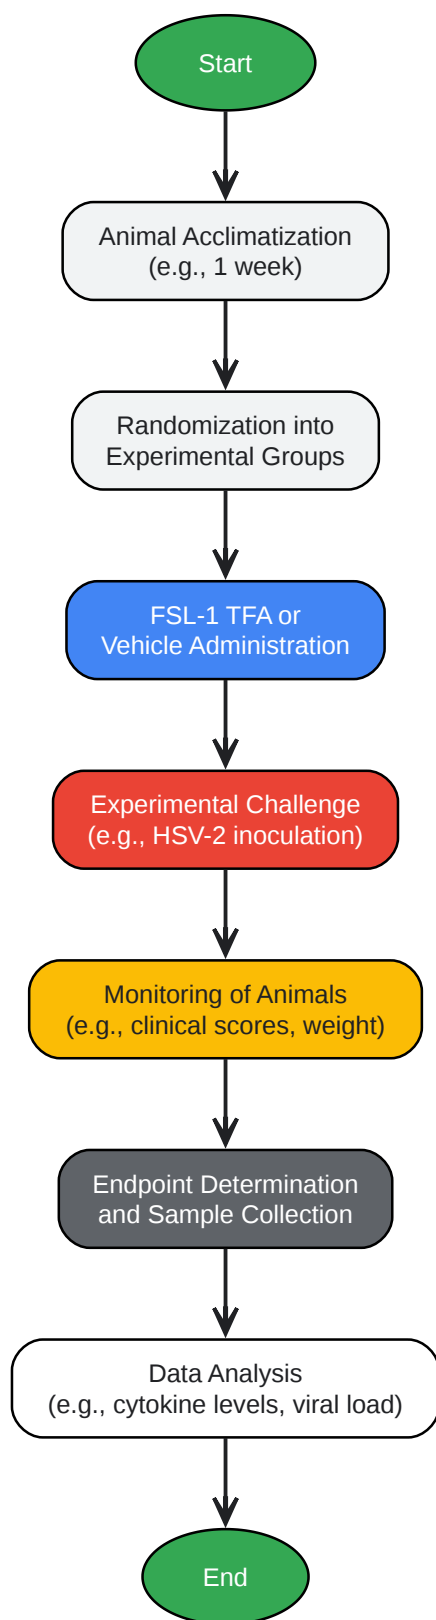 Start
Animal Acclimatization
(e.g., 1 week)
Randomization into
Experimental Groups
FSL-1 TFA or
Vehicle Administration
Experimental Challenge
(e.g., HSV-2 inoculation)
Monitoring of Animals
(e.g., clinical scores, weight)
Endpoint Determination
and Sample Collection
Data Analysis
(e.g., cytokine levels, viral load)
End